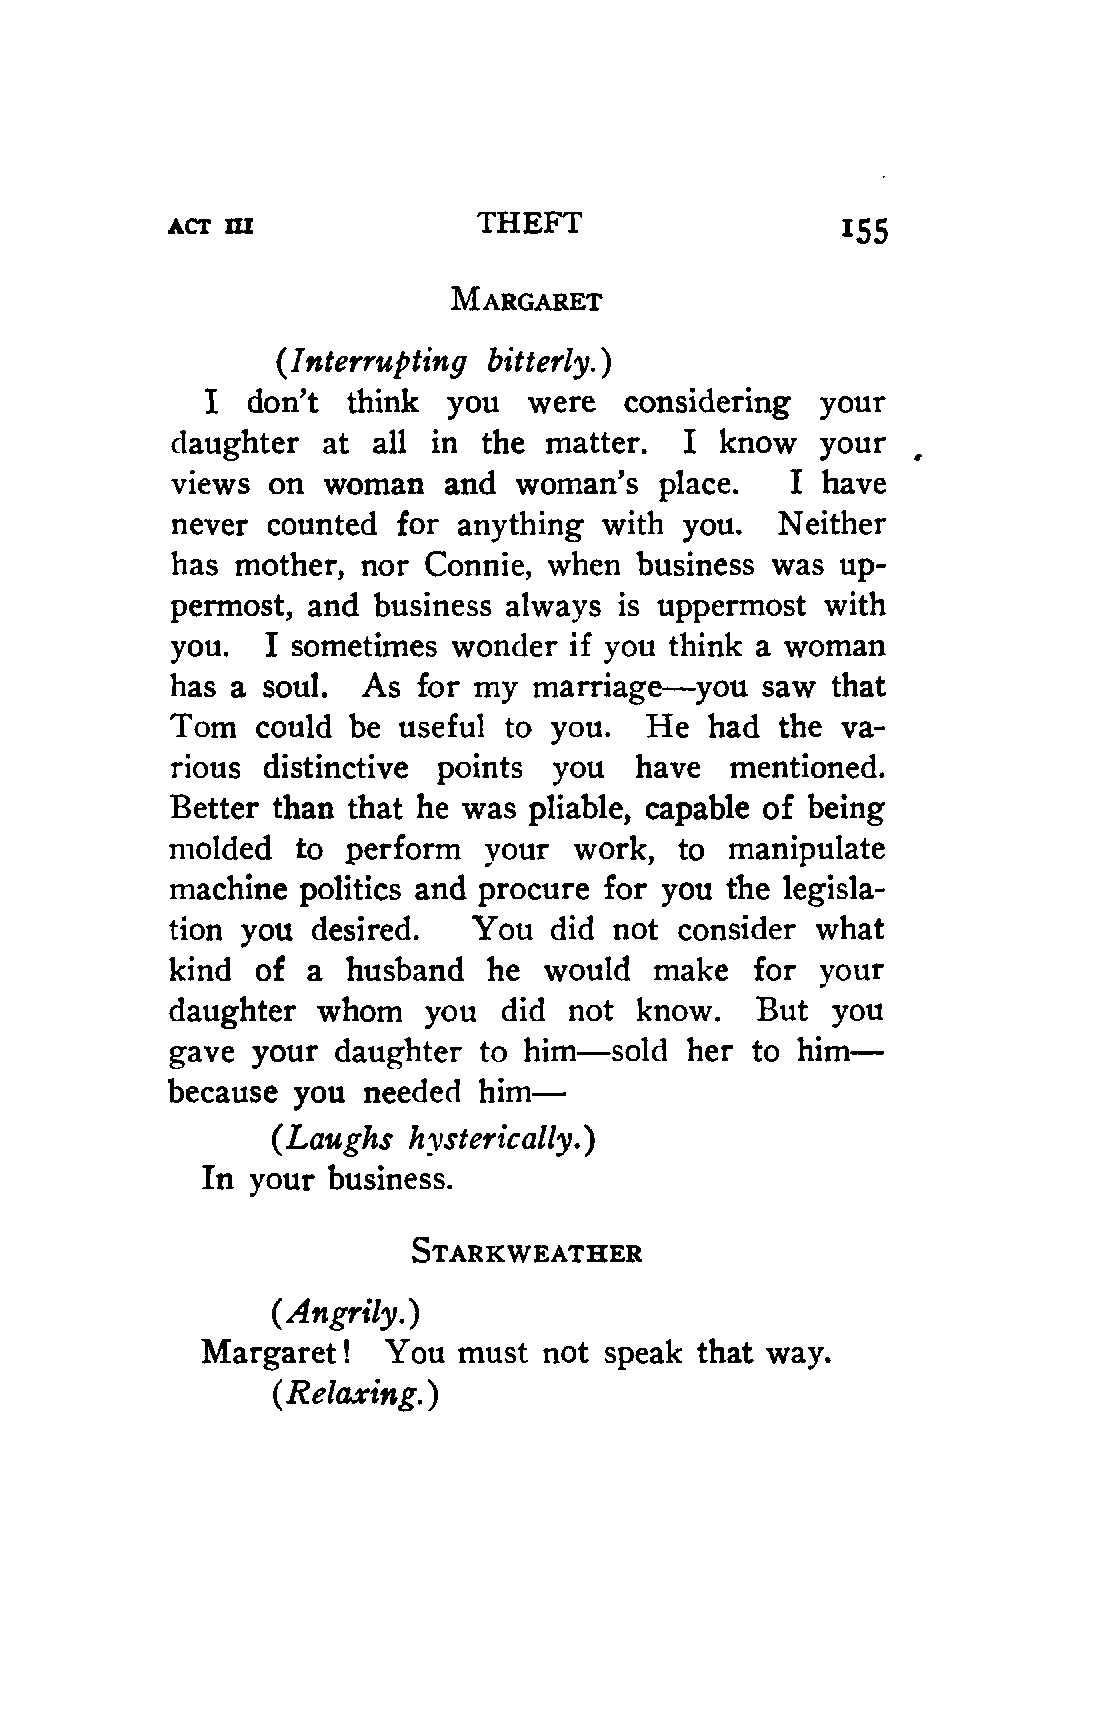 ACT III THEFT 155
MARGARET
(Interrupting bitterly.)
I don't think you were considering your
daughter at all in the matter. I know your
views on woman and woman's place. I have
never counted for anything with you. Neither
has mother, nor Connie, when business was up-
permost, and business always is uppermost with
you. I sometimes wonder if you think a woman
has a soul. As for my marriage—you saw that
Tom could be useful to you. He had the va-
rious distinctive points you have mentioned.
Better than that he was pliable, capable of being
molded to perform your work, to manipulate
machine politics and procure for you the legisla-
tion you desired. You did not consider what
kind of a husband he would make for your
daughter whom you did not know. But you
gave your daughter to him—sold her to him—
because you needed him—
(Laughs hysterically.)
In your business.
STARKWEATHER
(Angrily.)
Margaret! You must not speak that way.
(Relaxing.)